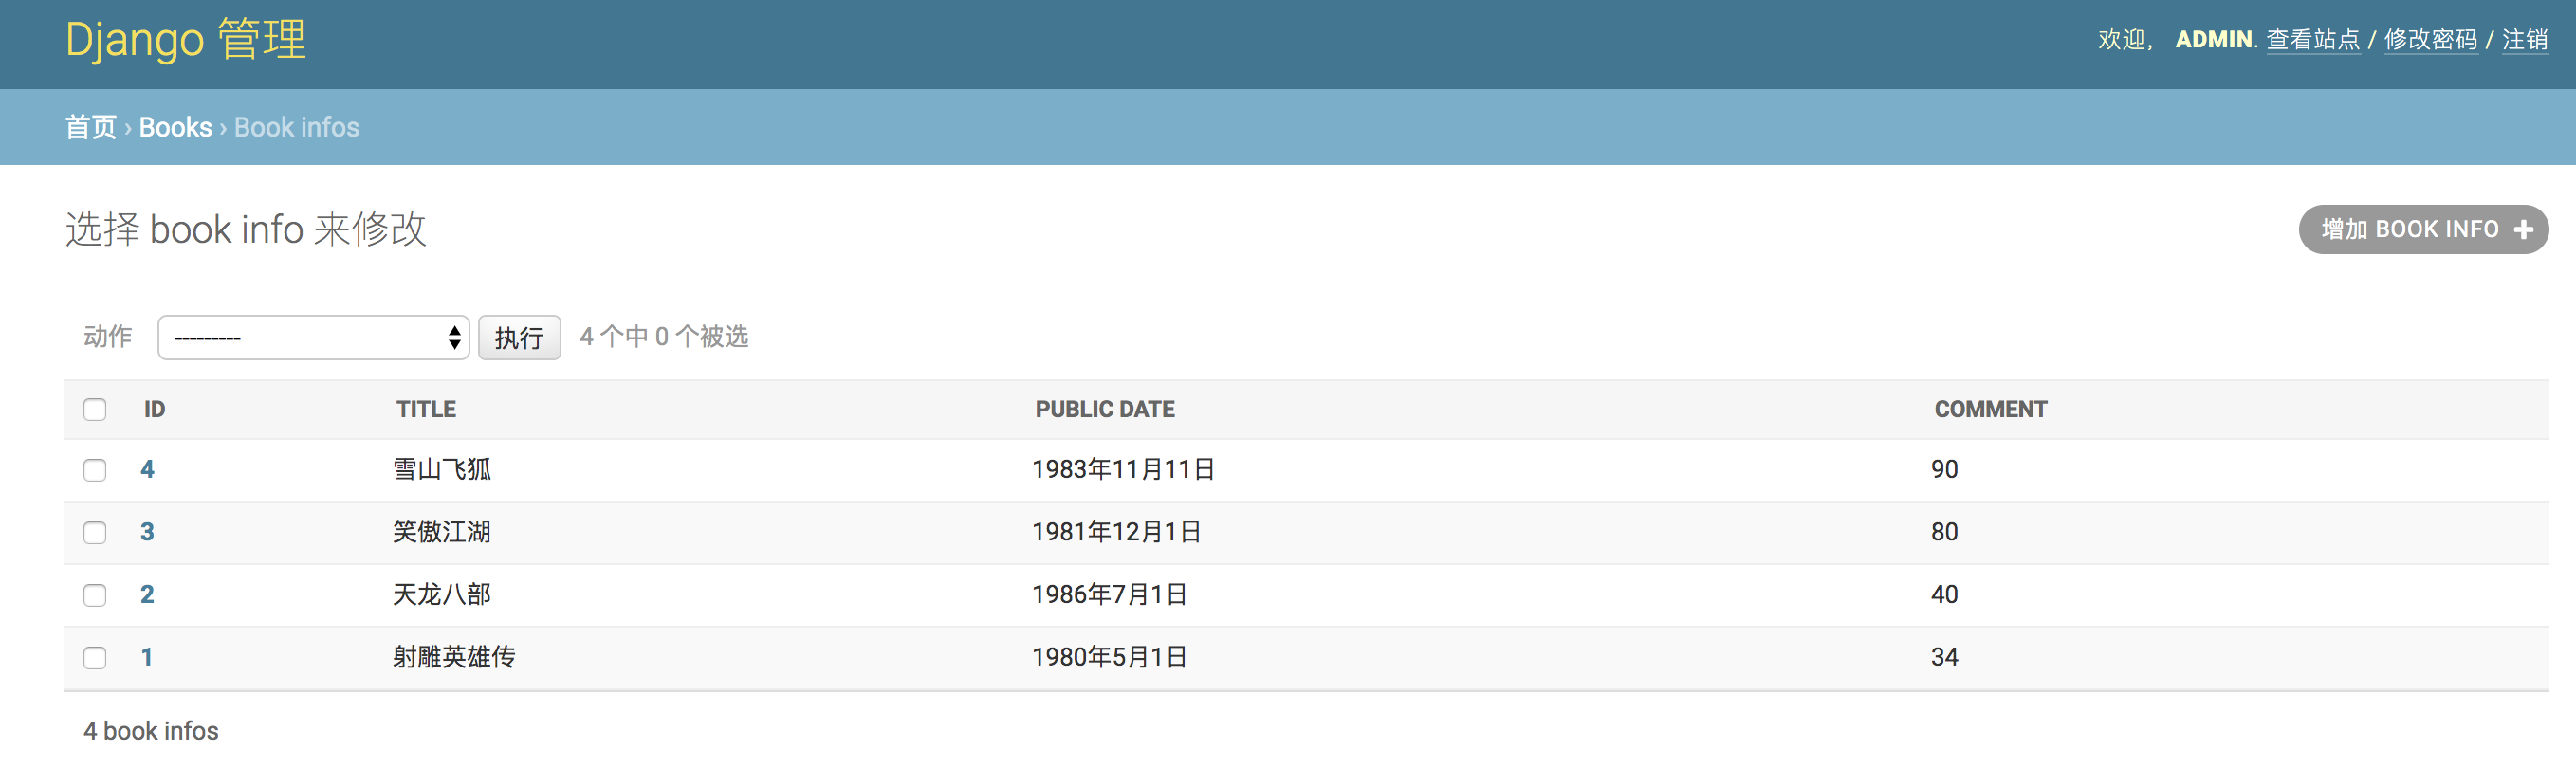 Django 管理
欢迎， ADMIN. 查看站点 / 修改密码 / 注销
首页 › Books › Book infos
选择 book info 来修改
增加 BOOK INFO
动作 --------- 执行 4 个中 0 个被选
ID TITLE PUBLIC DATE COMMENT
4 雪山飞狐 1983年11月11日 90
3 笑傲江湖 1981年12月1日 80
2 天龙八部 1986年7月1日 40
1 射雕英雄传 1980年5月1日 34
4 book infos